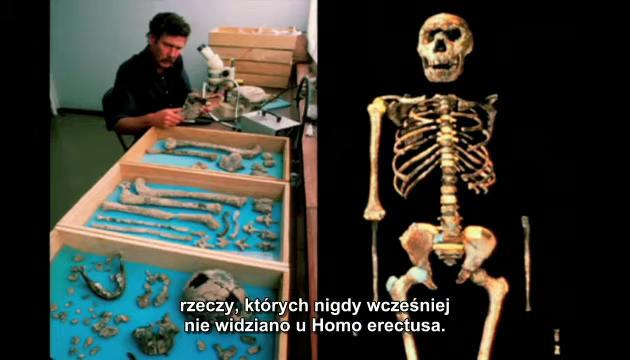 rzeczy, których nigdy wcześniej
nie widziano u Homo erectusa.